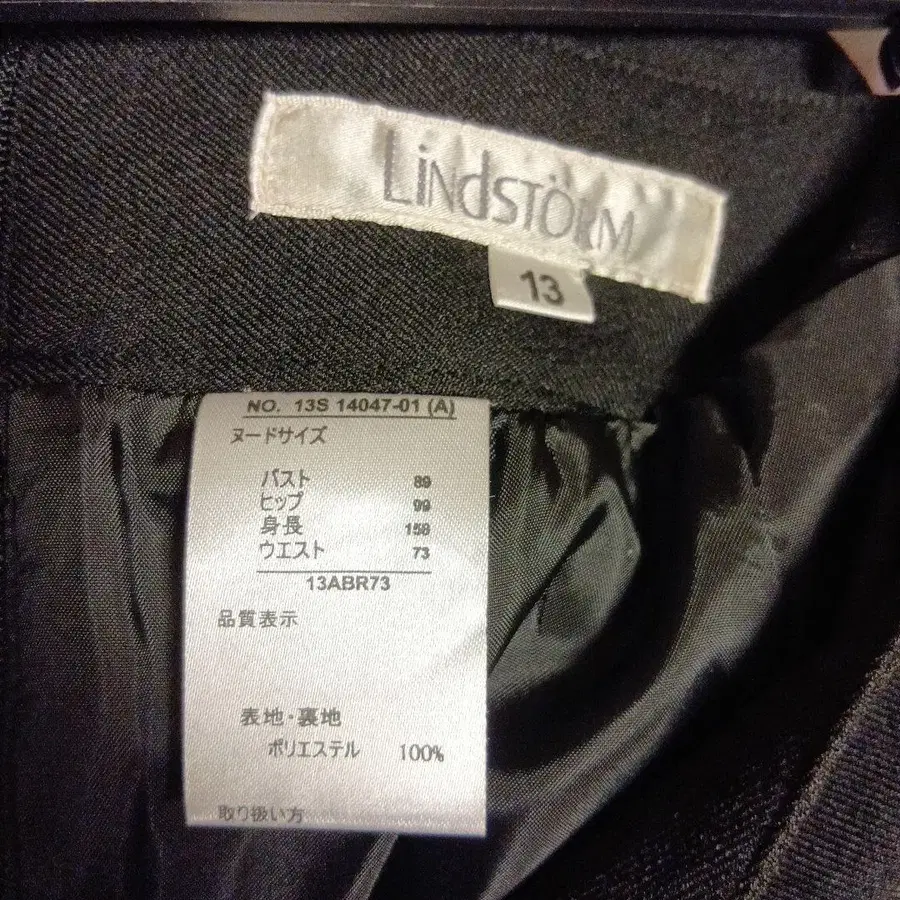 LiNdSTÖRM
13
NO. 13S 14047-01 (A)
ヌードサイズ
バスト 89
ヒップ 99
身長 158
ウエスト 73
13ABR73
品質表示
表地・裏地
ポリエステル 100%
取り扱い方